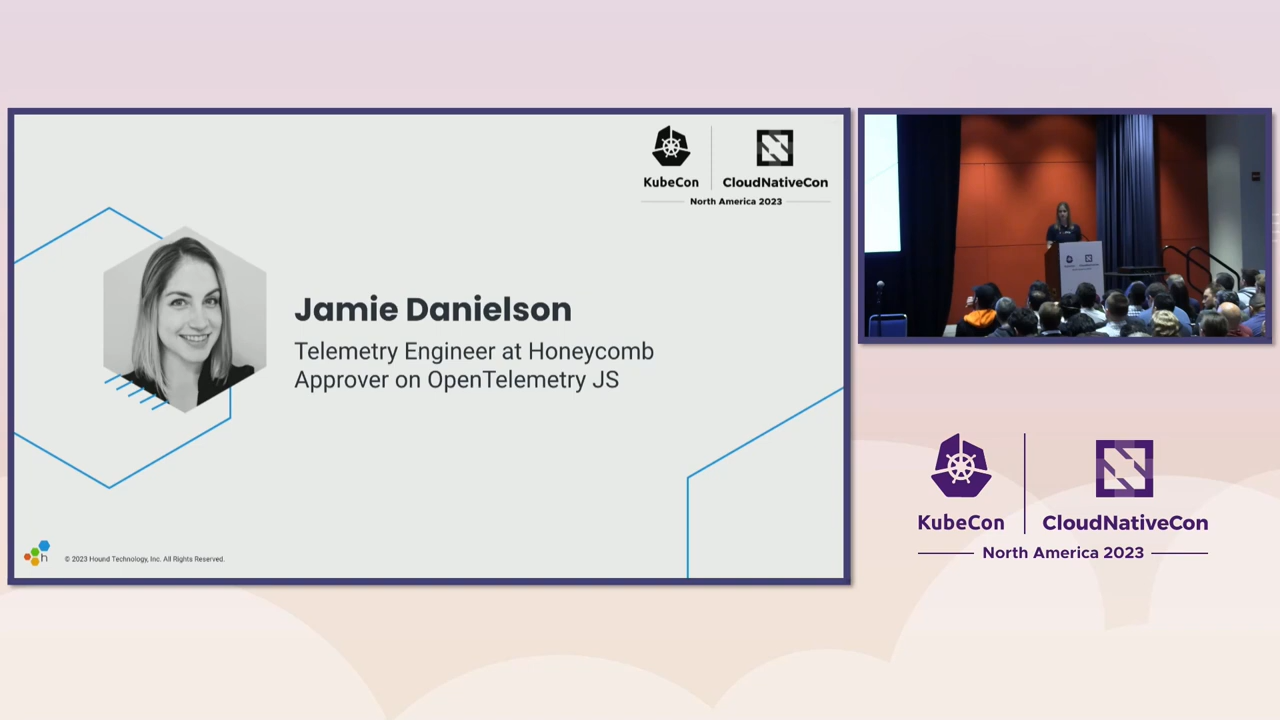 KubeCon
CloudNativeCon
North America 2023
Jamie Danielson
Telemetry Engineer at Honeycomb
Approver on OpenTelemetry JS
h
© 2023 Hound Technology, Inc. All Rights Reserved.
KubeCon
CloudNativeCon
North America 2023